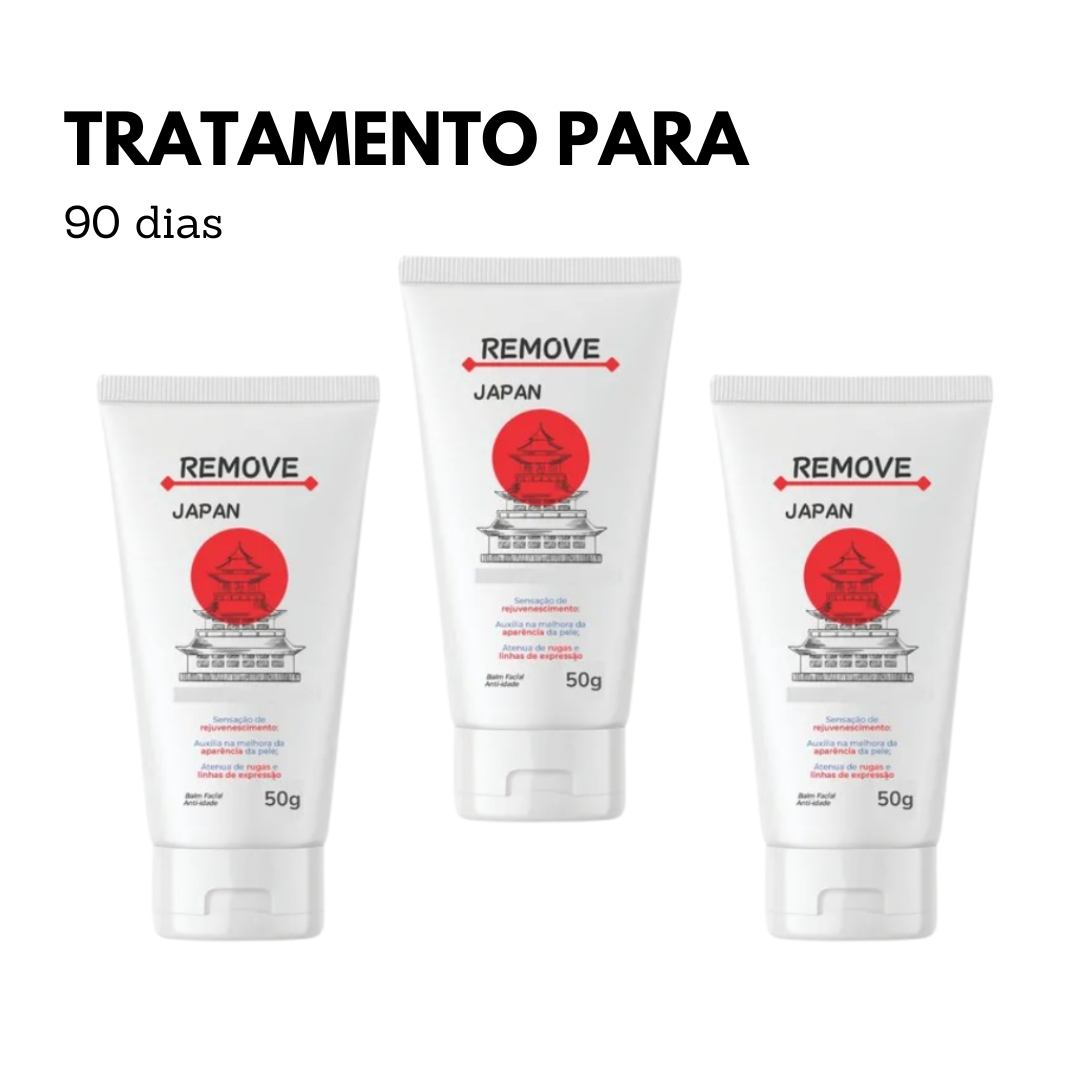 TRATAMENTO PARA
90 dias
REMOVE
JAPAN
Sensação de
rejuvenescimento;
Auxilia na melhora da
aparência da pele;
Atenua de rugas e
linhas de expressão
Balm Facial
Anti-idade
50g
REMOVE
JAPAN
Sensação de
rejuvenescimento;
Auxilia na melhora da
aparência da pele;
Atenua de rugas e
linhas de expressão
Balm Facial
Anti-idade
50g
REMOVE
JAPAN
Sensação de
rejuvenescimento;
Auxilia na melhora da
aparência da pele;
Atenua de rugas e
linhas de expressão
Balm Facial
Anti-idade
50g